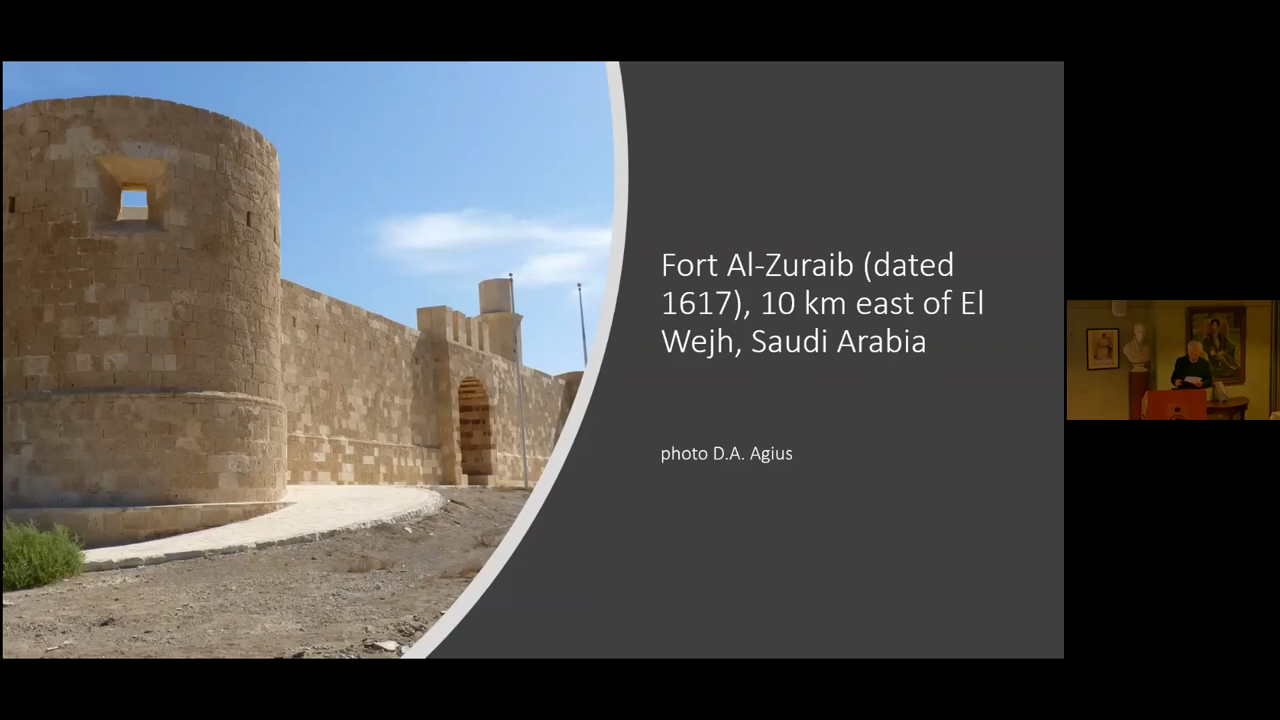 Fort Al-Zuraib (dated
1617), 10 km east of El
Wejh, Saudi Arabia
photo D.A. Agius